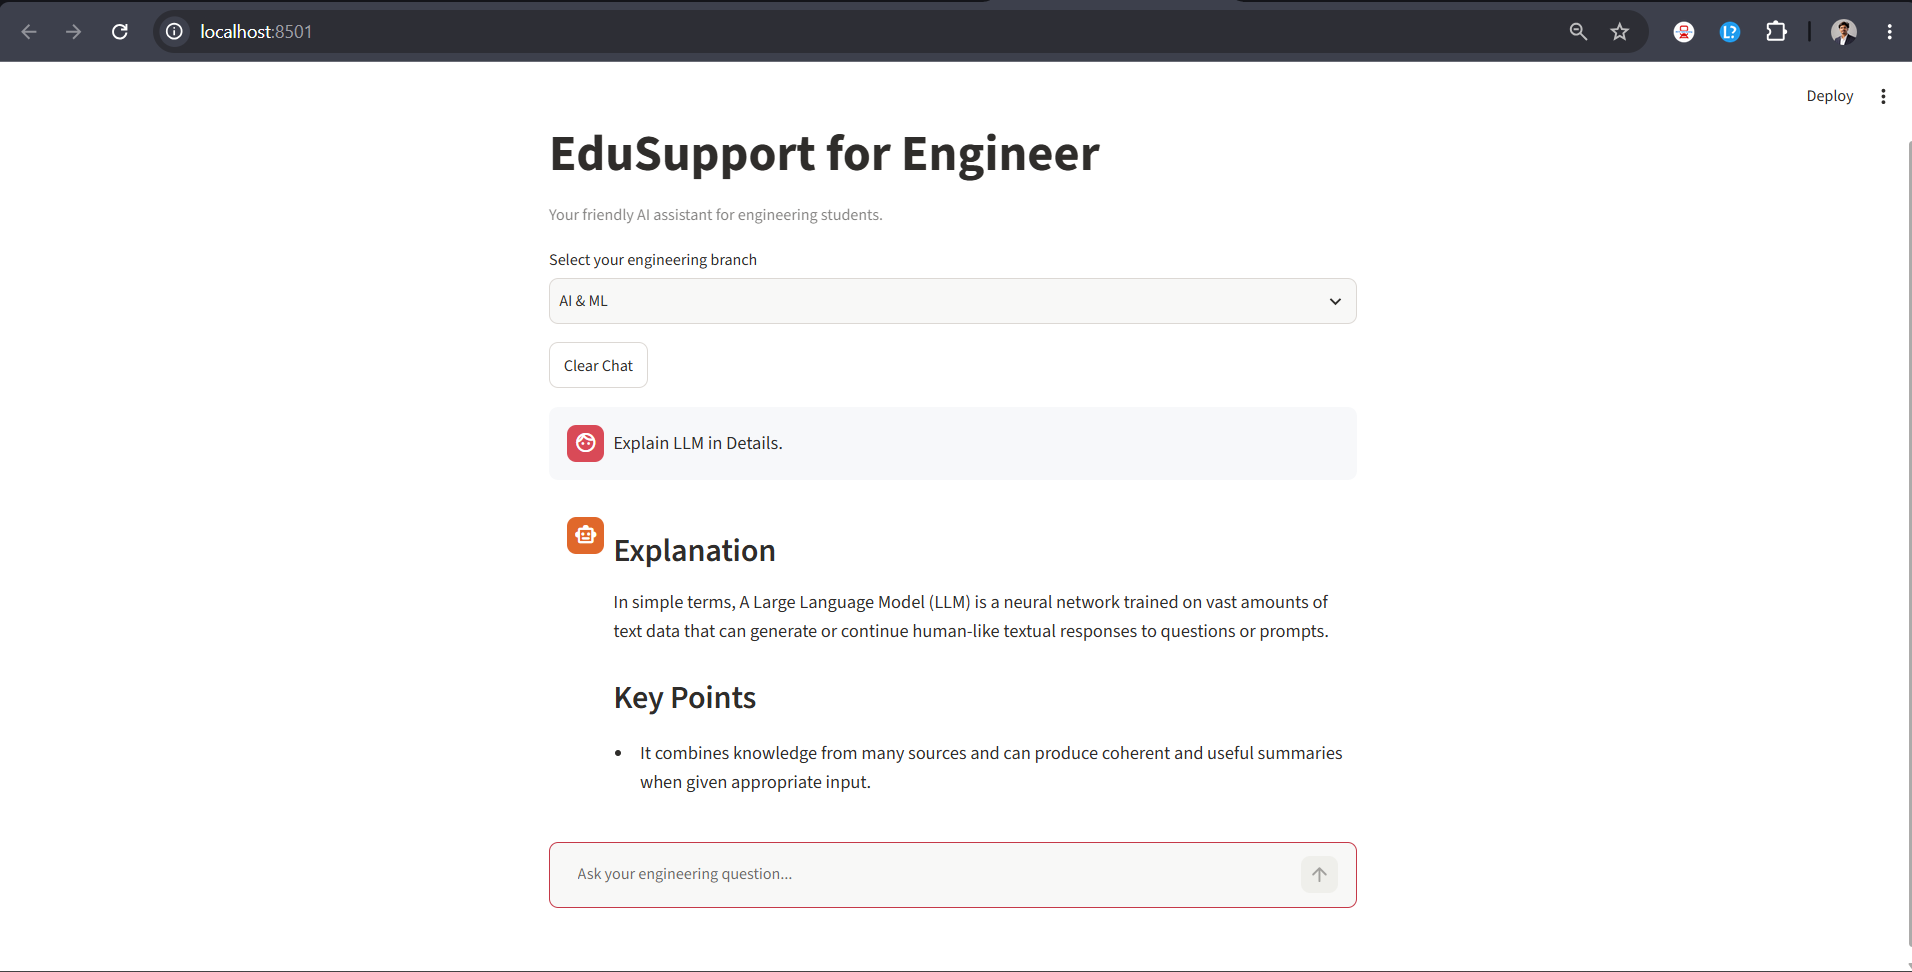 localhost:8501
L?
Deploy
EduSupport for Engineer
Your friendly AI assistant for engineering students.
Select your engineering branch
AI & ML
Clear Chat
Explain LLM in Details.
Explanation
In simple terms, A Large Language Model (LLM) is a neural network trained on vast amounts of
text data that can generate or continue human-like textual responses to questions or prompts.
Key Points
• It combines knowledge from many sources and can produce coherent and useful summaries
when given appropriate input.
Ask your engineering question...